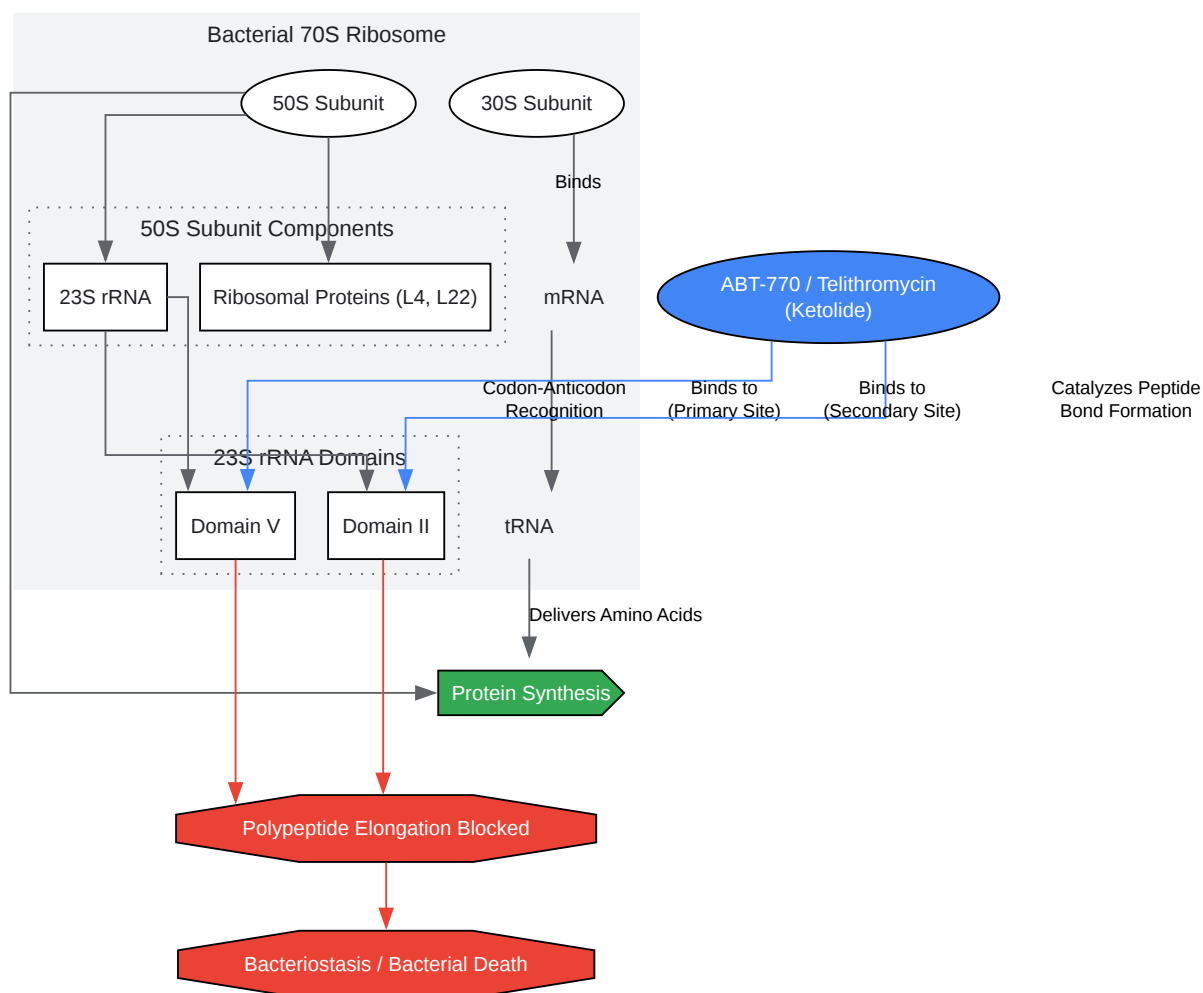 Bacterial 70S Ribosome
50S Subunit
30S Subunit
Binds
50S Subunit Components
23S rRNA
Ribosomal Proteins (L4, L22)
mRNA
ABT-770 / Telithromycin
(Ketolide)
Codon-Anticodon
Recognition
Binds to
(Primary Site)
Binds to
(Secondary Site)
Catalyzes Peptide
Bond Formation
23S rRNA Domains
Domain V
Domain II
tRNA
Delivers Amino Acids
Protein Synthesis
Polypeptide Elongation Blocked
Bacteriostasis / Bacterial Death